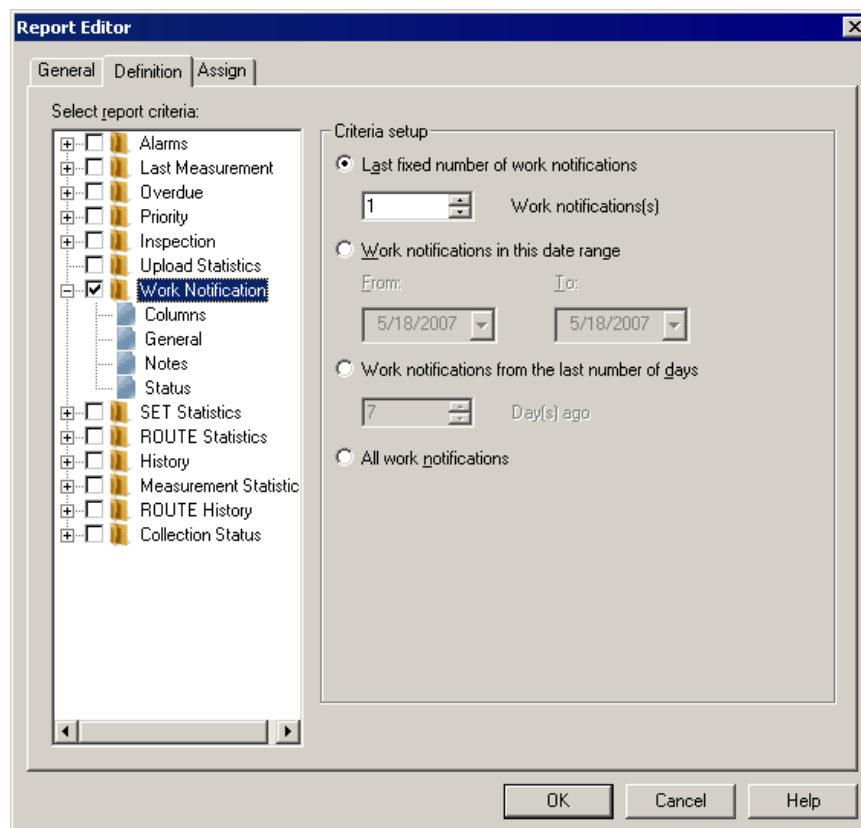 Report Editor
General Definition Assign
Select report criteria:
Alarms
Last Measurement
Overdue
Priority
Inspection
Upload Statistics
Work Notification
Columns
General
Notes
Status
SET Statistics
ROUTE Statistics
History
Measurement Statistic
ROUTE History
Collection Status
Criteria setup
Last fixed number of work notifications
1 Work notifications(s)
Work notifications in this date range
From: To:
5/18/2007 5/18/2007
Work notifications from the last number of days
7 Day(s) ago
All work notifications
OK Cancel Help